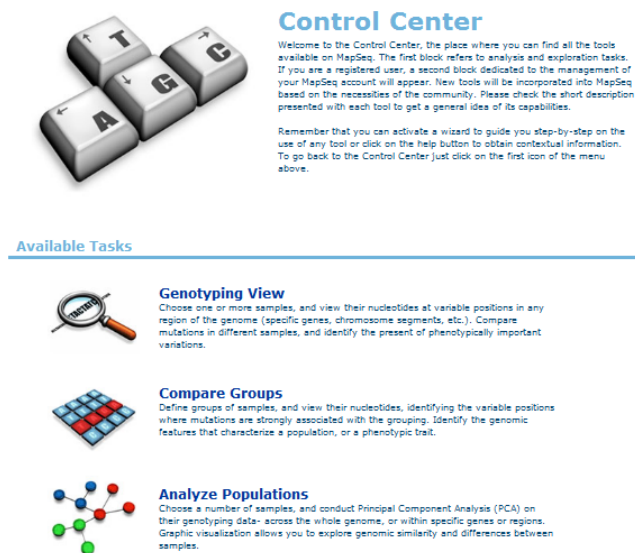 T
C
G
A
Control Center
Welcome to the Control Center, the place where you can find all the tools
available on MapSeq. The first block refers to analysis and exploration tasks.
If you are a registered user, a second block dedicated to the management of
your MapSeq account will appear. New tools will be incorporated into MapSeq
based on the necessities of the community. Please check the short description
presented with each tool to get a general idea of its capabilities.
Remember that you can activate a wizard to guide you step-by-step on the
use of any tool or click on the help button to obtain contextual information.
To go back to the Control Center just click on the first icon of the menu
above.
Available Tasks
Genotyping View
Choose one or more samples, and view their nucleotides at variable positions in any
region of the genome (specific genes, chromosome segments, etc.). Compare
mutations in different samples, and identify the present of phenotypically important
variations.
Compare Groups
Define groups of samples, and view their nucleotides, identifying the variable positions
where mutations are strongly associated with the grouping. Identify the genomic
features that characterize a population, or a phenotypic trait.
Analyze Populations
Choose a number of samples, and conduct Principal Component Analysis (PCA) on
their genotyping data- across the whole genome, or within specific genes or regions.
Graphic visualization allows you to explore genomic similarity and differences between
samples.